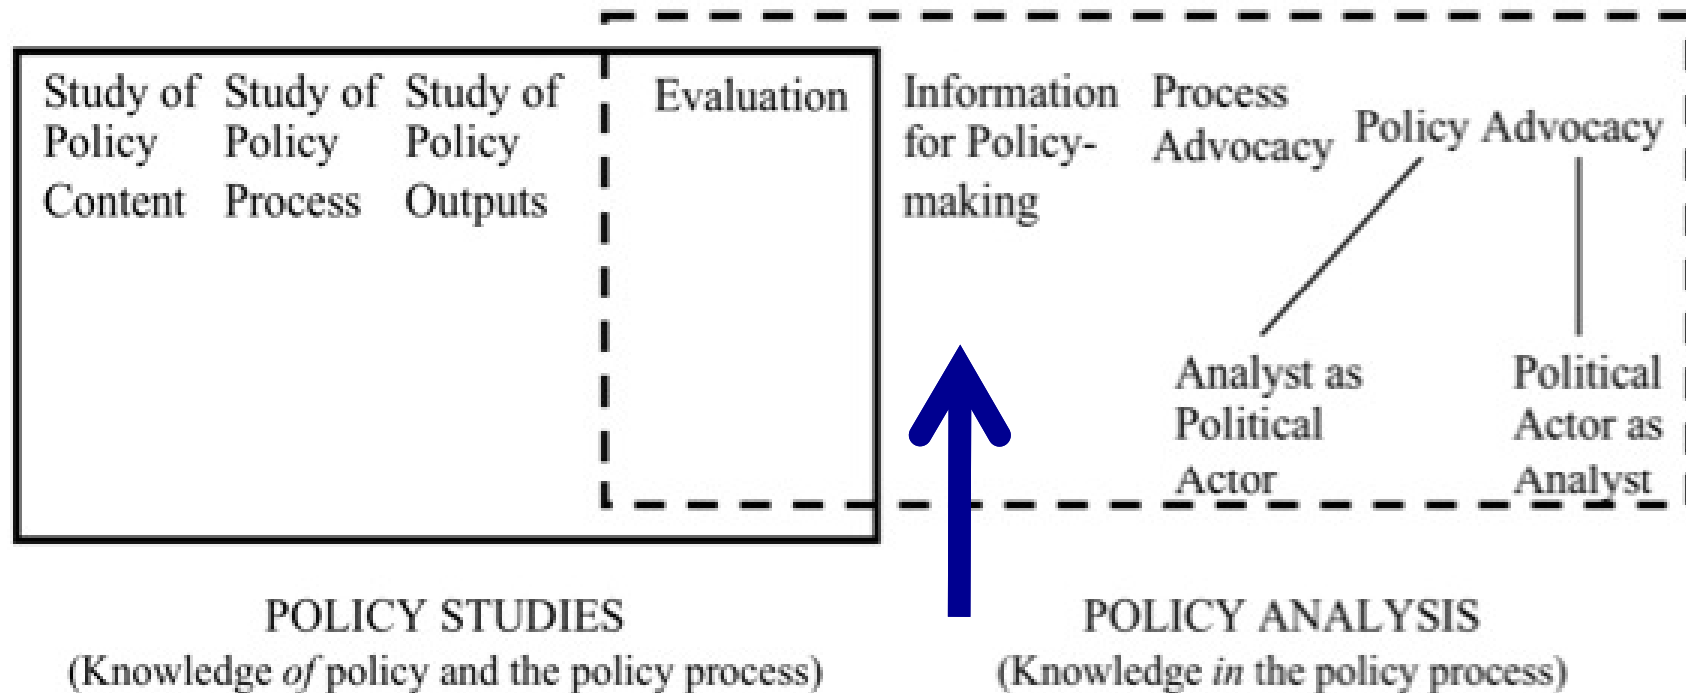 Study of
Policy
Content
Study of
Policy
Process
Study of
Policy
Outputs
Evaluation
Information
for Policy-
making
Process
Advocacy
Policy Advocacy
Analyst as
Political
Actor
Political
Actor as
Analyst
POLICY STUDIES
(Knowledge of policy and the policy process)
POLICY ANALYSIS
(Knowledge in the policy process)